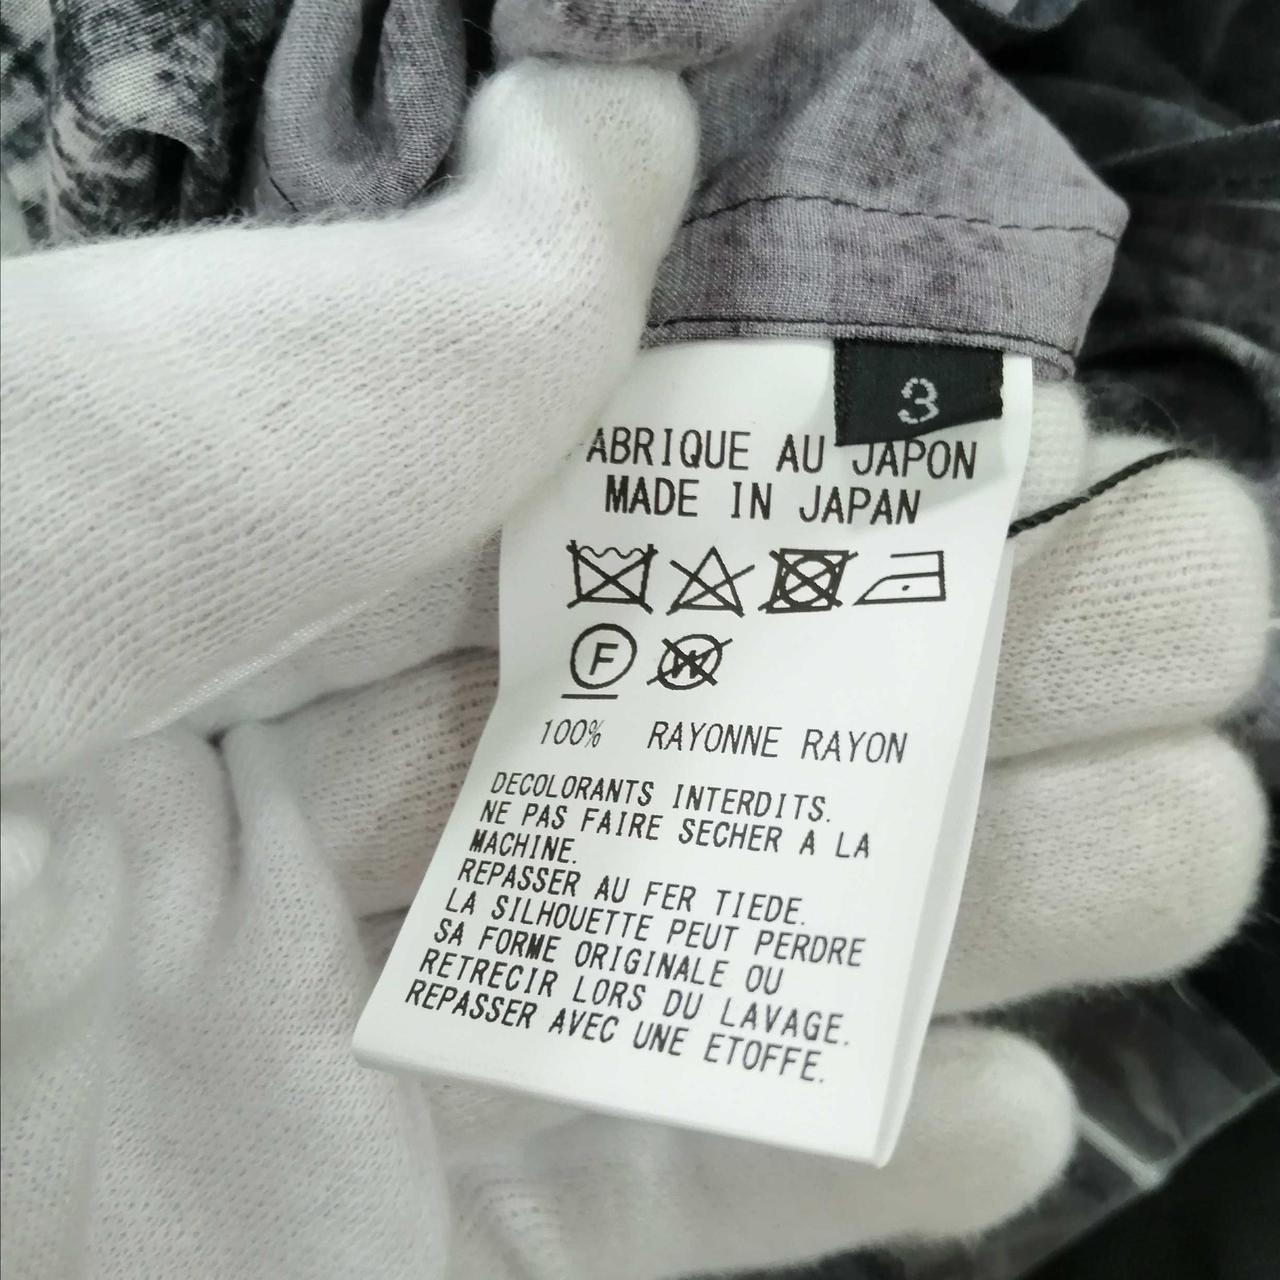 3
FABRIQUE AU JAPON
MADE IN JAPAN
F
W
100% RAYONNE RAYON
DECOLORANTS INTERDITS.
NE PAS FAIRE SECHER A LA
MACHINE.
REPASSER AU FER TIEDE.
LA SILHOUETTE PEUT PERDRE
SA FORME ORIGINALE OU
RETRECIR LORS DU LAVAGE.
REPASSER AVEC UNE ETOFFE.